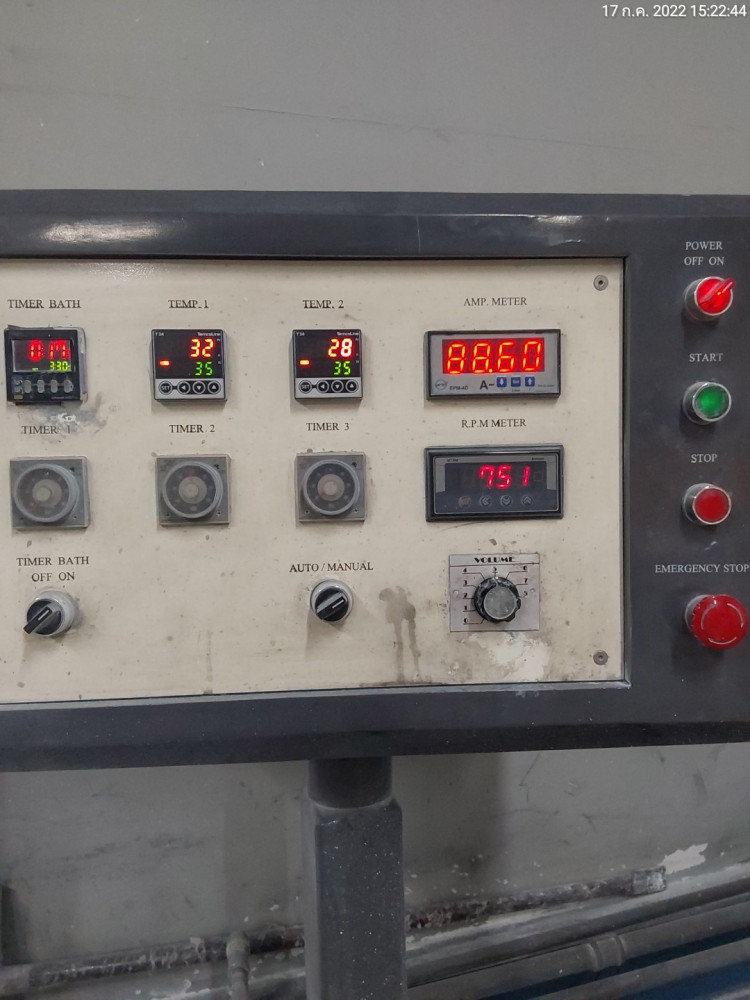 17 ก.ค. 2022 15:22:44
POWER
OFF ON
TIMER BATH
TEMP. 1
TEMP. 2
AMP. METER
32
35
28
35
88.60
A~
START
TIMER 1
TIMER 2
TIMER 3
R.P.M METER
751
STOP
TIMER BATH
OFF ON
AUTO / MANUAL
VOLUME
EMERGENCY STOP